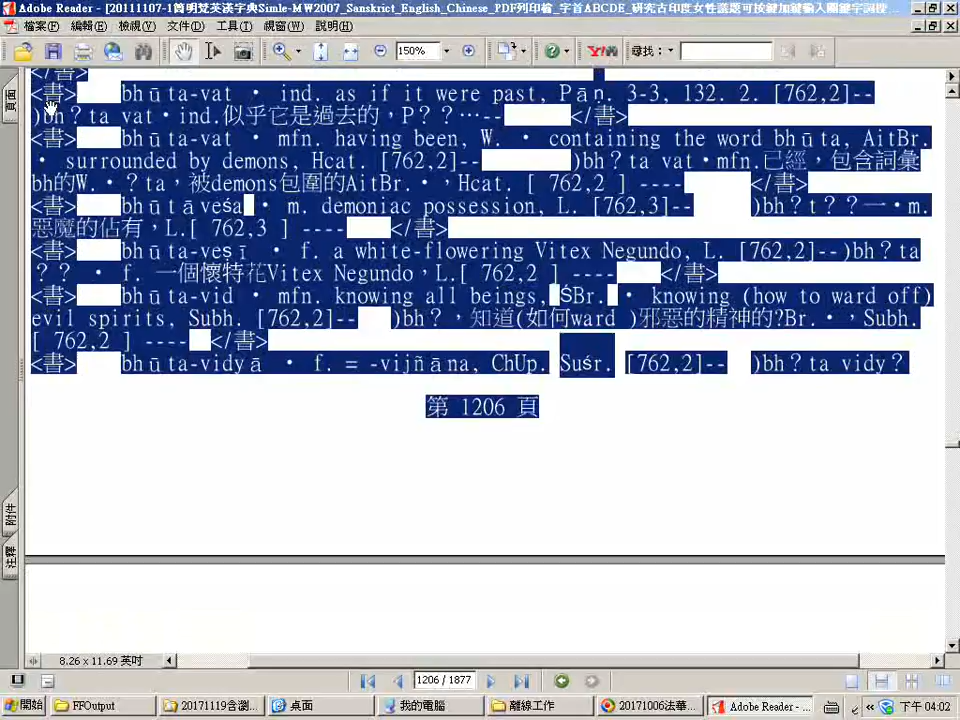 Adobe Reader - [20111107-1簡明梵英漢字典Simle-MW2007_Sanskrict_English_Chinese_PDF列印檔_字首ABCDE_研究古印度女性議題可按鍵加鍵輸入關鍵字詞搜...
檔案(F) 編輯(E) 檢視(V) 文件(D) 工具(T) 視窗(W) 說明(H)
150% 尋找：
頁面
</書>
<書> bhūta-vat • ind. as if it were past, Pāṇ. 3-3, 132. 2. [762,2]--
)bh？ta vat•ind.似乎它是過去的，P？？…-- </書>
<書> bhūta-vat • mfn. having been, W. • containing the word bhūta, AitBr.
• surrounded by demons, Hcat. [762,2]-- )bh？ta vat•mfn.已經，包含詞彙
bh的W.•？ta，被demons包圍的AitBr.•，Hcat. [ 762,2 ] ---- </書>
<書> bhūtāveśa • m. demoniac possession, L. [762,3]-- )bh？t？？一•m.
惡魔的佔有，L.[ 762,3 ] ---- </書>
<書> bhūta-veṣī • f. a white-flowering Vitex Negundo, L. [762,2]--)bh？ta
？？ • f. 一個懷特花Vitex Negundo，L.[ 762,2 ] ---- </書>
<書> bhūta-vid • mfn. knowing all beings, ŚBr. • knowing (how to ward off)
evil spirits, Subh. [762,2]-- )bh？，知道(如何ward )邪惡的精神的?Br.•，Subh.
[ 762,2 ] ---- </書>
<書> bhūta-vidyā • f. = -vijñāna, ChUp. Suśr. [762,2]-- )bh？ta vidy？
第 1206 頁
附件
注釋
8.26 x 11.69 英吋
1206 / 1877
開始 FFOutput 20171119含瀏... 桌面 我的電腦 離線工作 20171006法華... Adobe Reader - ... 下午 04:02